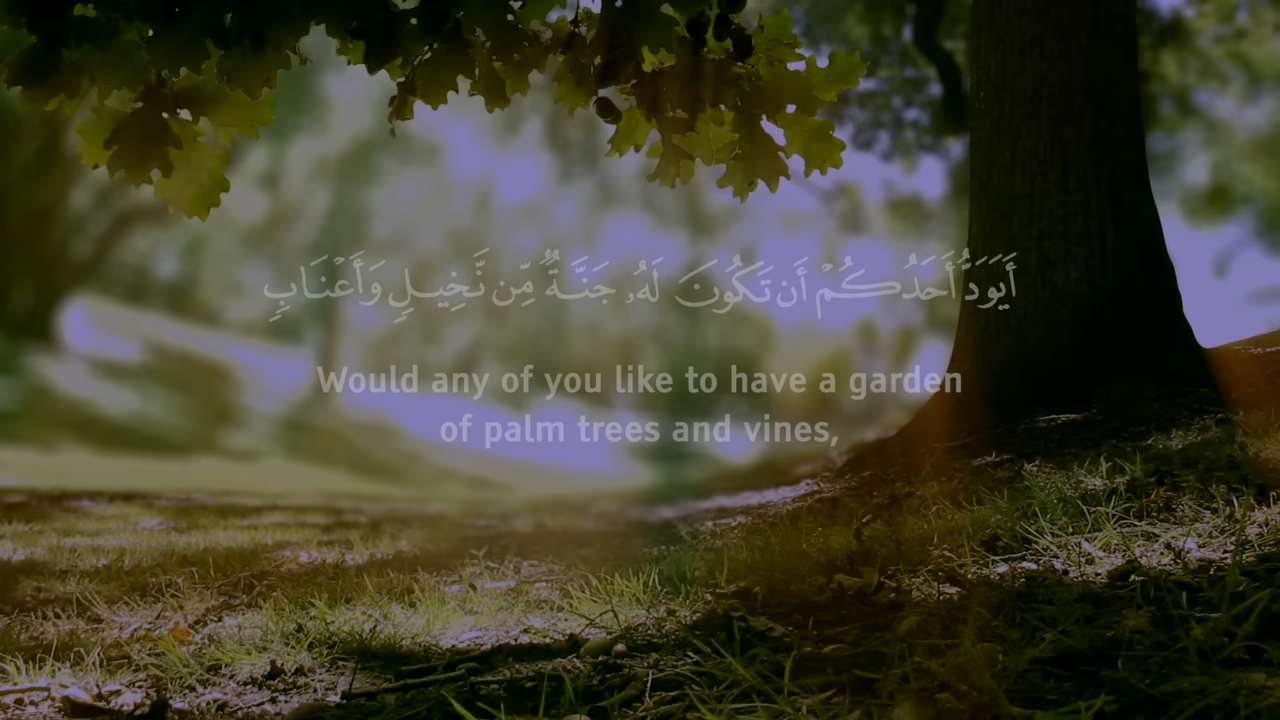 أَيَوَدُّ أَحَدُكُمْ أَن تَكُونَ لَهُۥ جَنَّةٌ مِّن نَّخِيلٍ وَأَعْنَابٍ
Would any of you like to have a garden
of palm trees and vines,